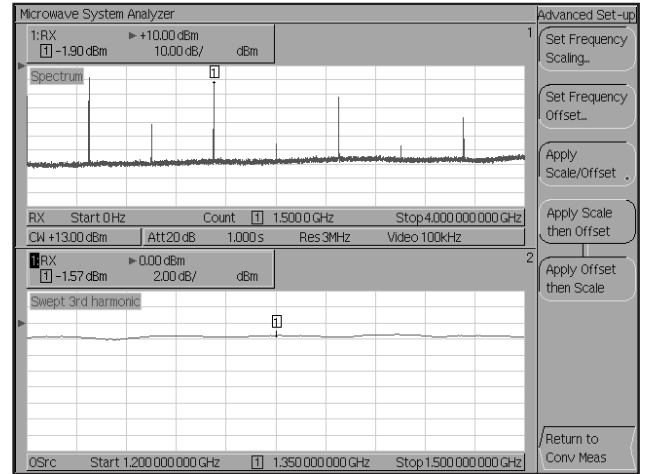 Microwave System Analyzer
1:RX ► +10.00 dBm
1 -1.90 dBm 10.00 dB/ dBm
1
Spectrum
1
RX Start 0 Hz Count 1 1.500 0 GHz Stop 4.000 000 000 GHz
CW +13.00 dBm Att 20 dB 1.000 s Res 3MHz Video 100kHz
1:RX ► 0.00 dBm
1 -1.57 dBm 2.00 dB/ dBm
2
Swept 3rd harmonic
1
0Src Start 1.200 000 000 GHz 1 1.350 000 000 GHz Stop 1.500 000 000 GHz
Advanced Set-up
Set Frequency
Scaling...
Set Frequency
Offset...
Apply
Scale/Offset
Apply Scale
then Offset
Apply Offset
then Scale
Return to
Conv Meas